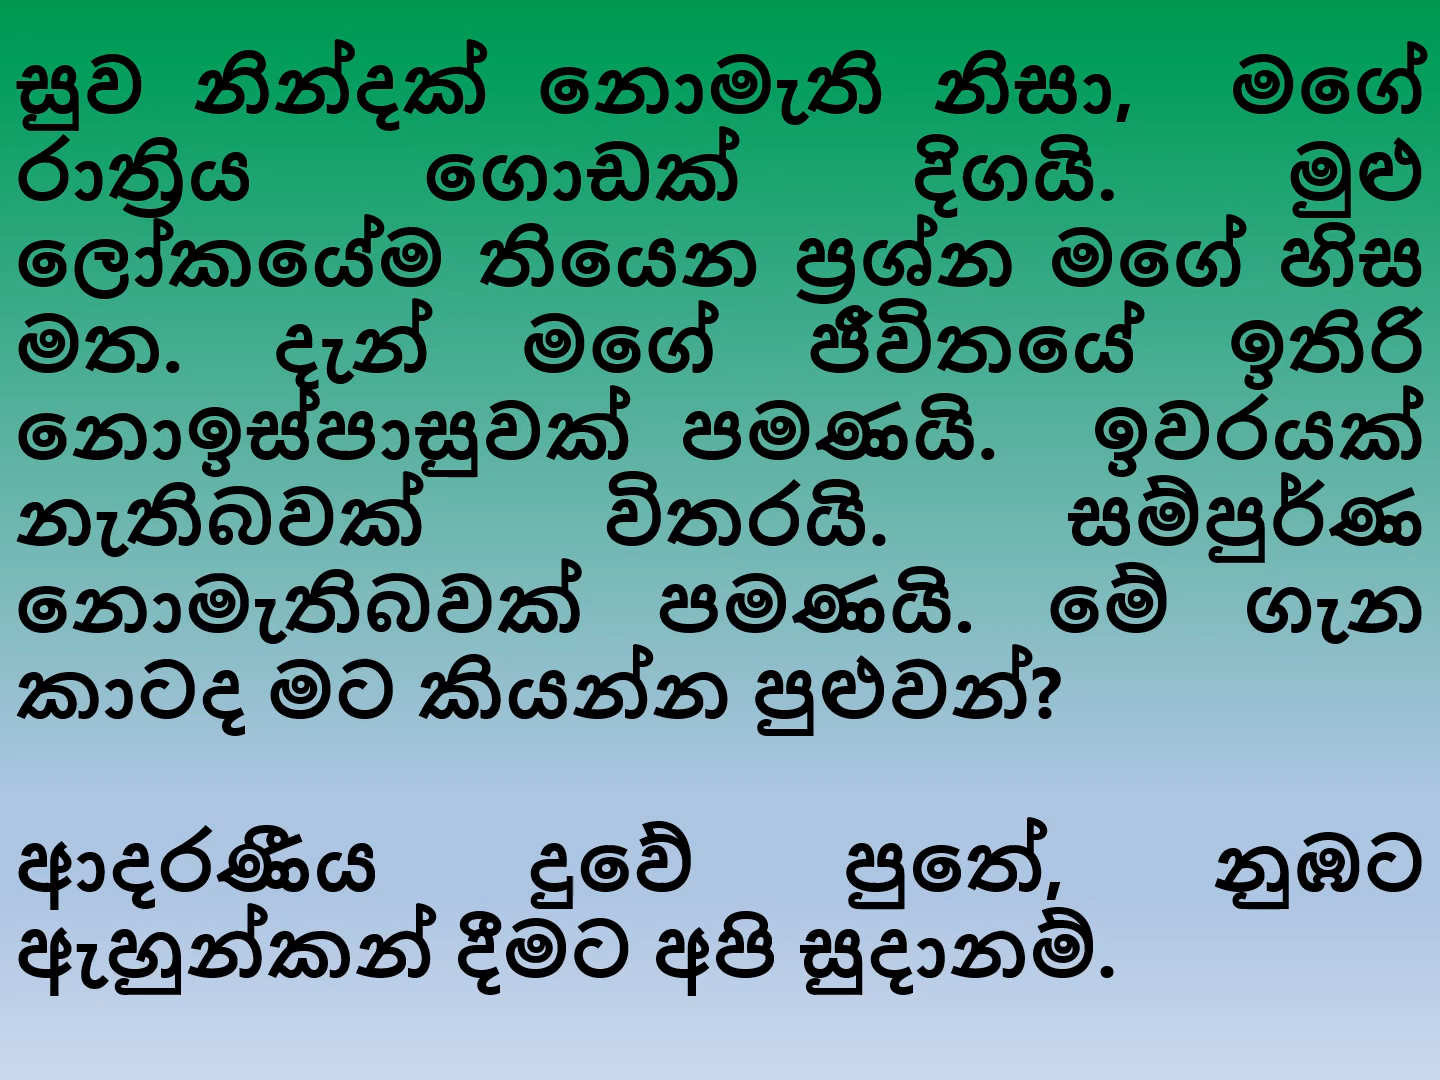 සුව නින්දක් නොමැති නිසා, මගේ
රාත්‍රිය ගොඩක් දිගයි. මුළු
ලෝකයේම තියෙන ප්‍රශ්න මගේ හිස
මත. දැන් මගේ ජීවිතයේ ඉතිරි
නොඉස්පාසුවක් පමණයි. ඉවරයක්
නැතිබවක් විතරයි. සම්පුර්ණ
නොමැතිබවක් පමණයි. මේ ගැන
කාටද මට කියන්න පුළුවන්?
ආදරණීය දුවේ පුතේ, නුඹට
ඇහුන්කන් දීමට අපි සුදානම්.